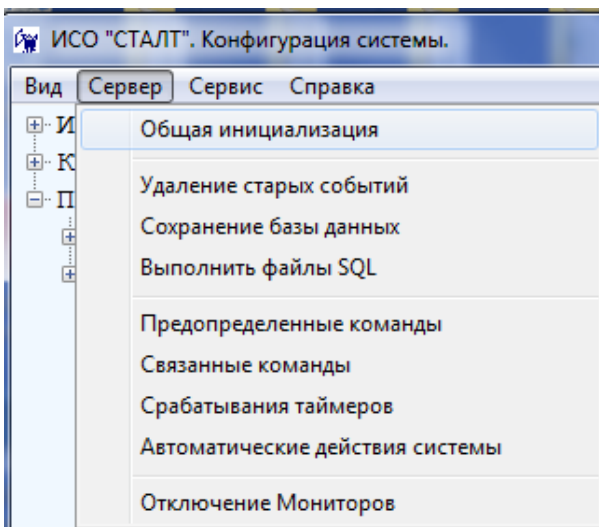 ИСО "СТАЛТ". Конфигурация системы.
Вид Сервер Сервис Справка
Общая инициализация
Удаление старых событий
Сохранение базы данных
Выполнить файлы SQL
Предопределенные команды
Связанные команды
Срабатывания таймеров
Автоматические действия системы
Отключение Мониторов